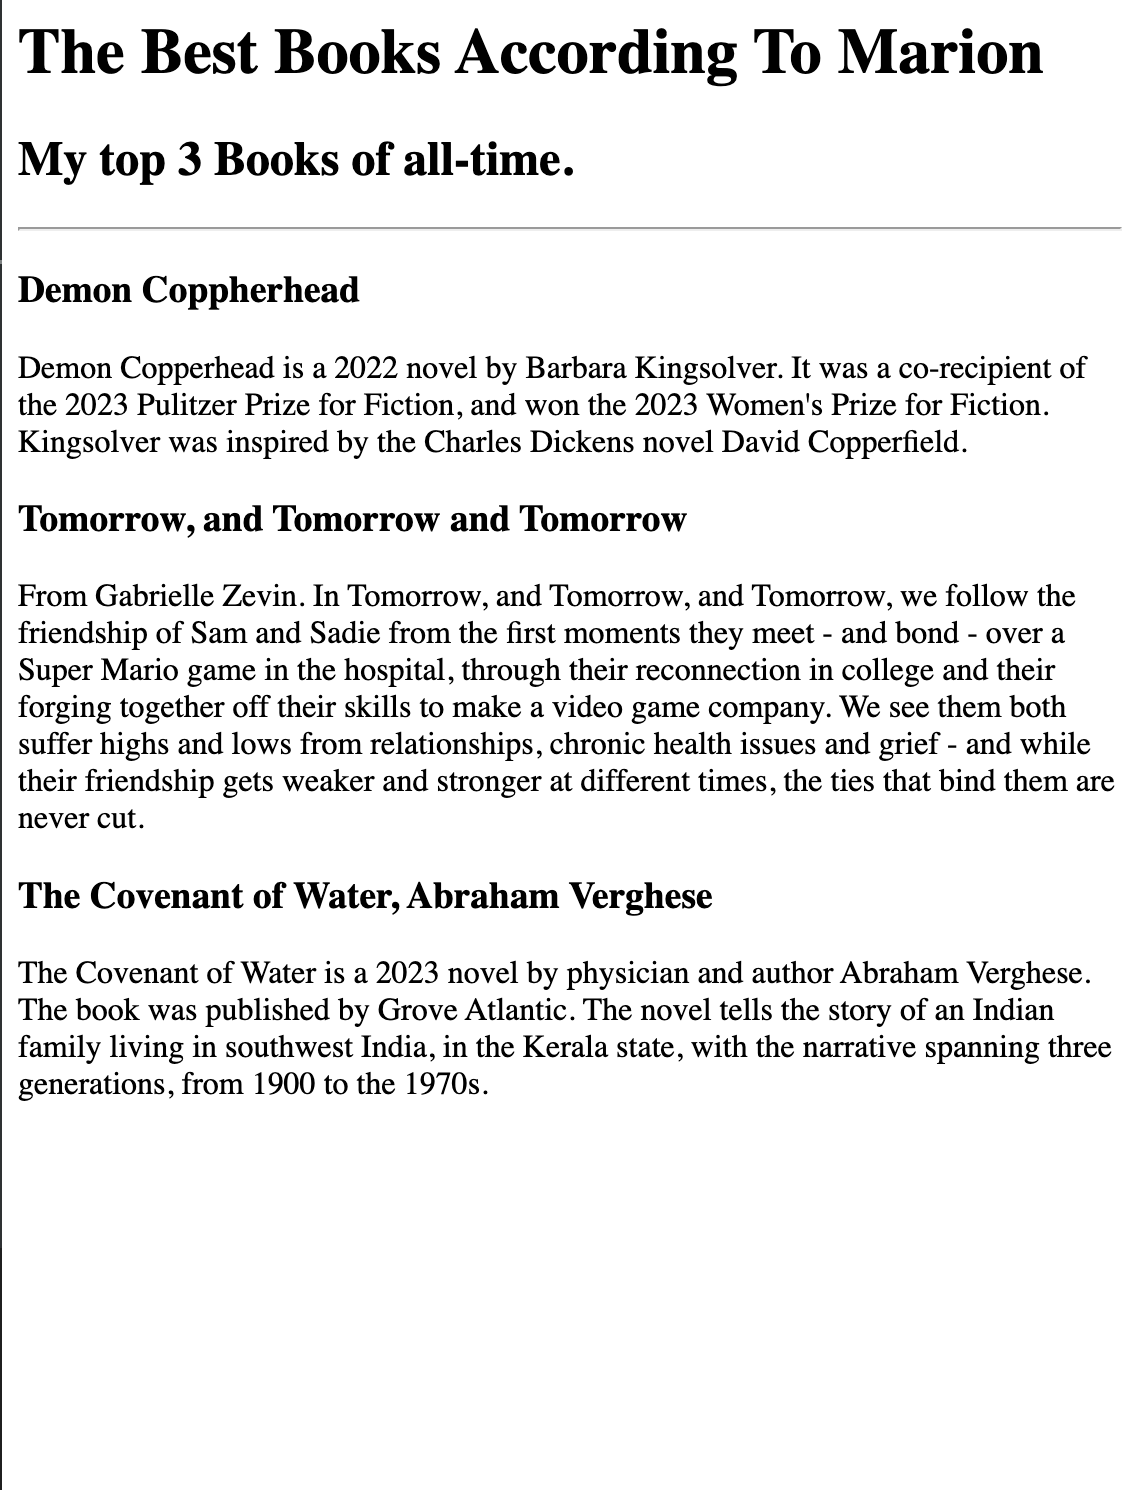 The Best Books According To Marion
My top 3 Books of all-time.
Demon Coppherhead
Demon Copperhead is a 2022 novel by Barbara Kingsolver. It was a co-recipient of
the 2023 Pulitzer Prize for Fiction, and won the 2023 Women's Prize for Fiction.
Kingsolver was inspired by the Charles Dickens novel David Copperfield.
Tomorrow, and Tomorrow and Tomorrow
From Gabrielle Zevin. In Tomorrow, and Tomorrow, and Tomorrow, we follow the
friendship of Sam and Sadie from the first moments they meet - and bond - over a
Super Mario game in the hospital, through their reconnection in college and their
forging together off their skills to make a video game company. We see them both
suffer highs and lows from relationships, chronic health issues and grief - and while
their friendship gets weaker and stronger at different times, the ties that bind them are
never cut.
The Covenant of Water, Abraham Verghese
The Covenant of Water is a 2023 novel by physician and author Abraham Verghese.
The book was published by Grove Atlantic. The novel tells the story of an Indian
family living in southwest India, in the Kerala state, with the narrative spanning three
generations, from 1900 to the 1970s.